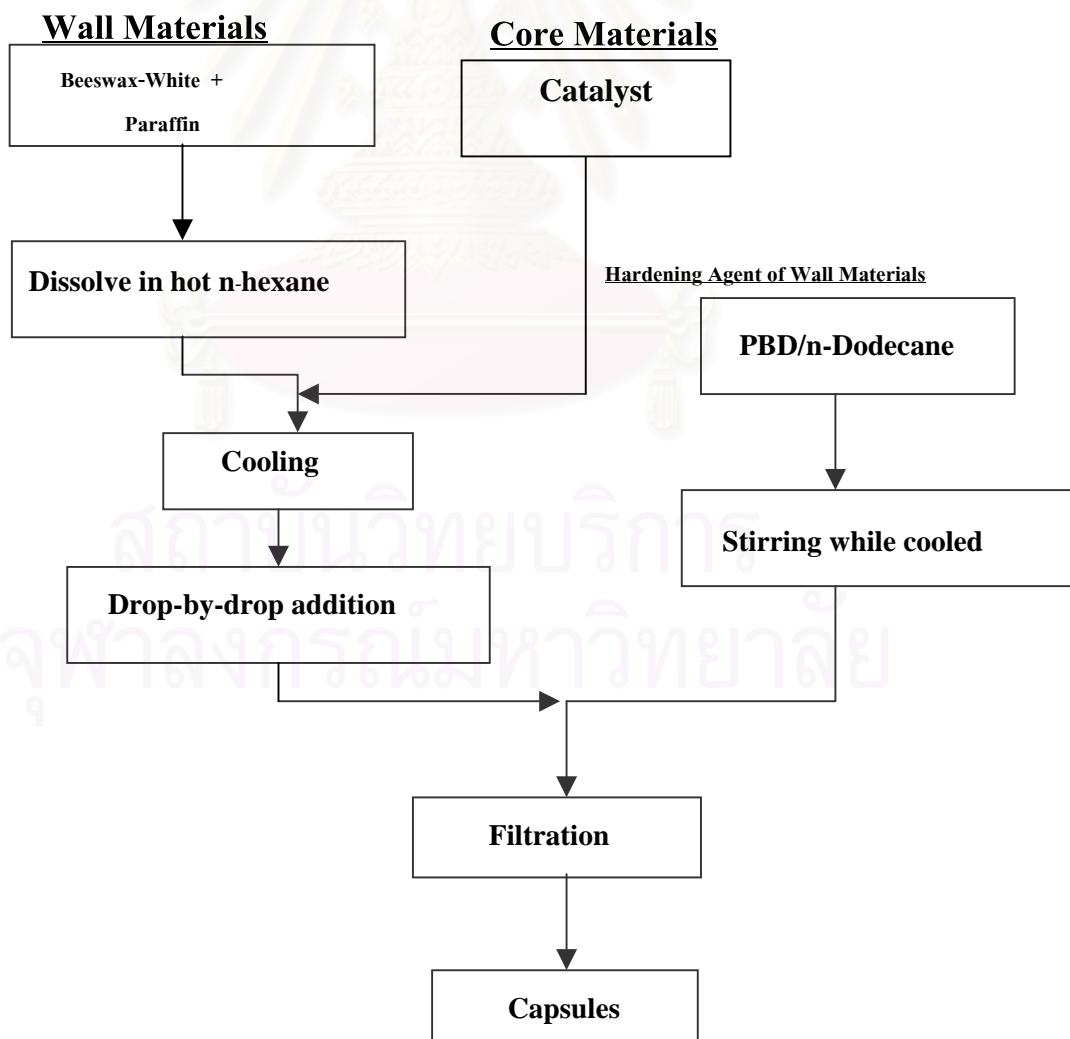 Wall Materials
Core Materials
Beeswax-White +
Paraffin
Catalyst
Dissolve in hot n-hexane
Hardening Agent of Wall Materials
PBD/n-Dodecane
Cooling
Stirring while cooled
Drop-by-drop addition
สถาบันวิทยบริการ
จุฬาลงกรณ์มหาวิทยาลัย
Filtration
Capsules